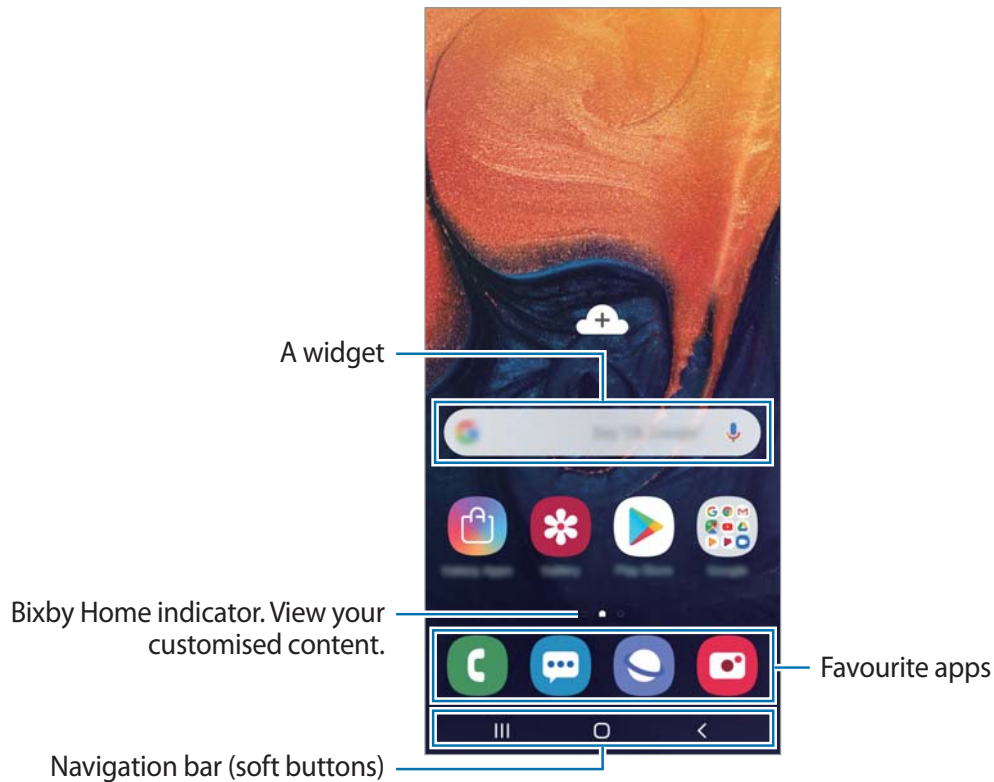 A widget
Bixby Home indicator. View your
customised content.
Favourite apps
Navigation bar (soft buttons)